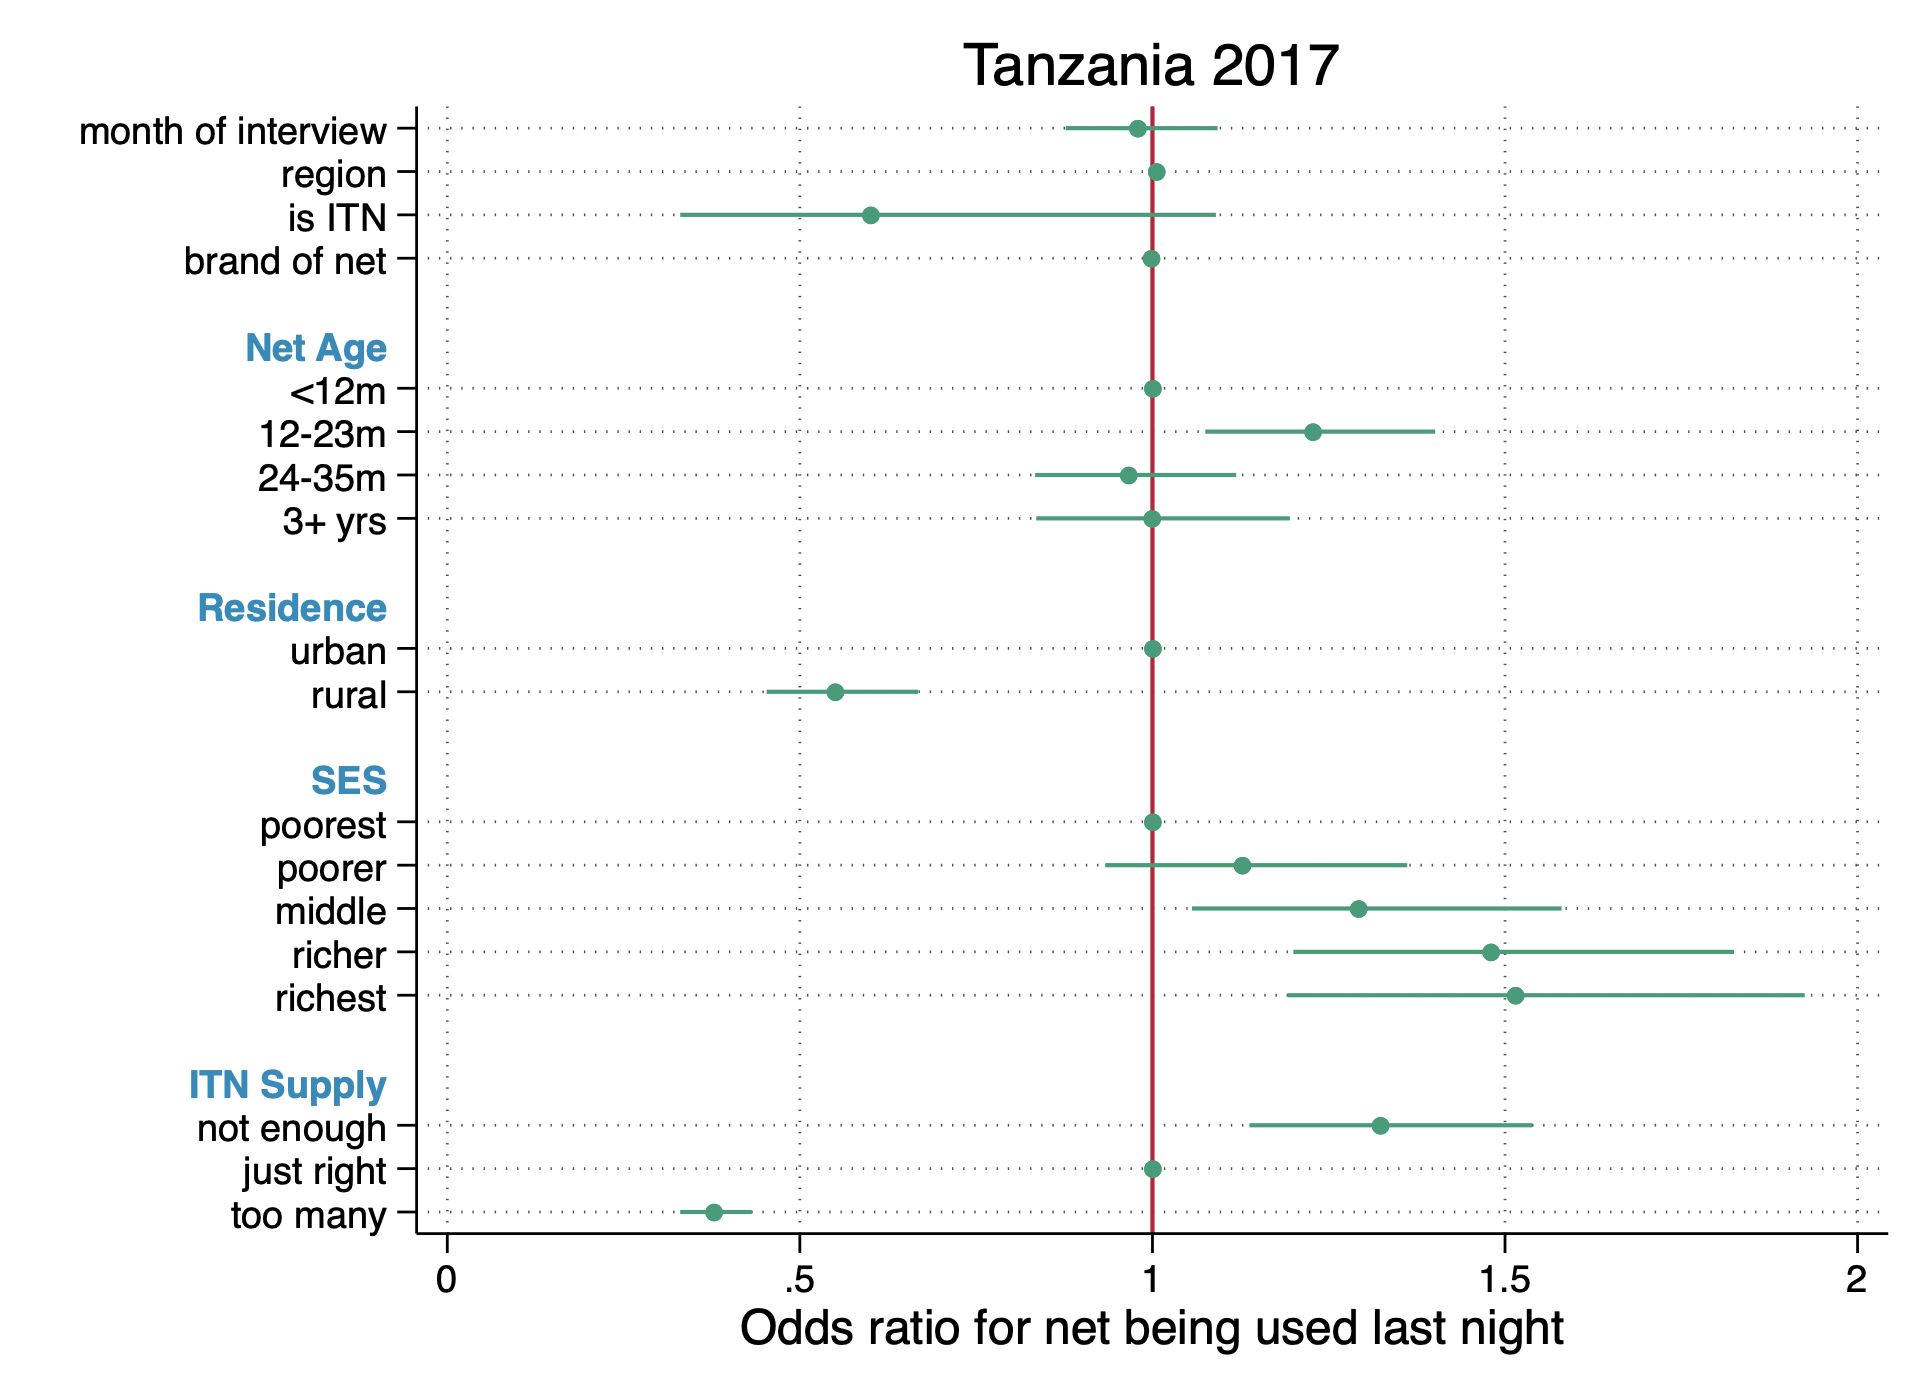 Tanzania 2017
month of interview
region
is ITN
brand of net
Net Age
<12m
12-23m
24-35m
3+ yrs
Residence
urban
rural
SES
poorest
poorer
middle
richer
richest
ITN Supply
not enough
just right
too many
0 .5 1 1.5 2
Odds ratio for net being used last night